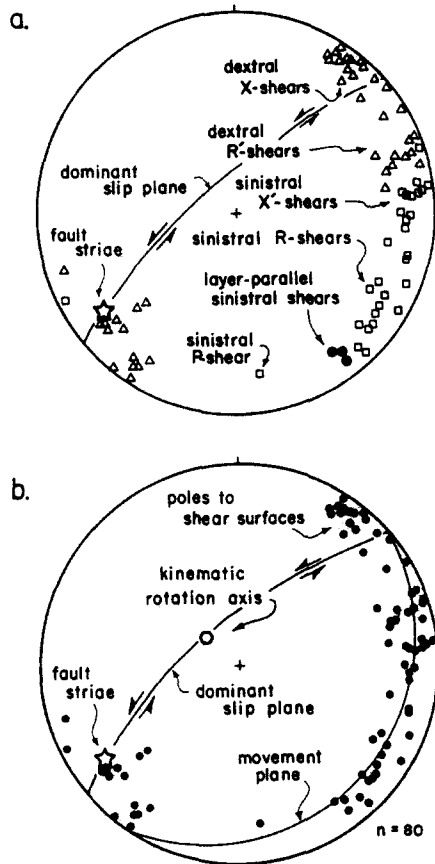 a.
dextral
X-shears
dextral
R'-shears
dominant
slip plane
sinistral
X'-shears
fault
striae
sinistral R-shears
layer-parallel
sinistral shears
sinistral
P-shear
b.
poles to
shear surfaces
kinematic
rotation axis
fault
striae
dominant
slip plane
movement
plane
n = 80